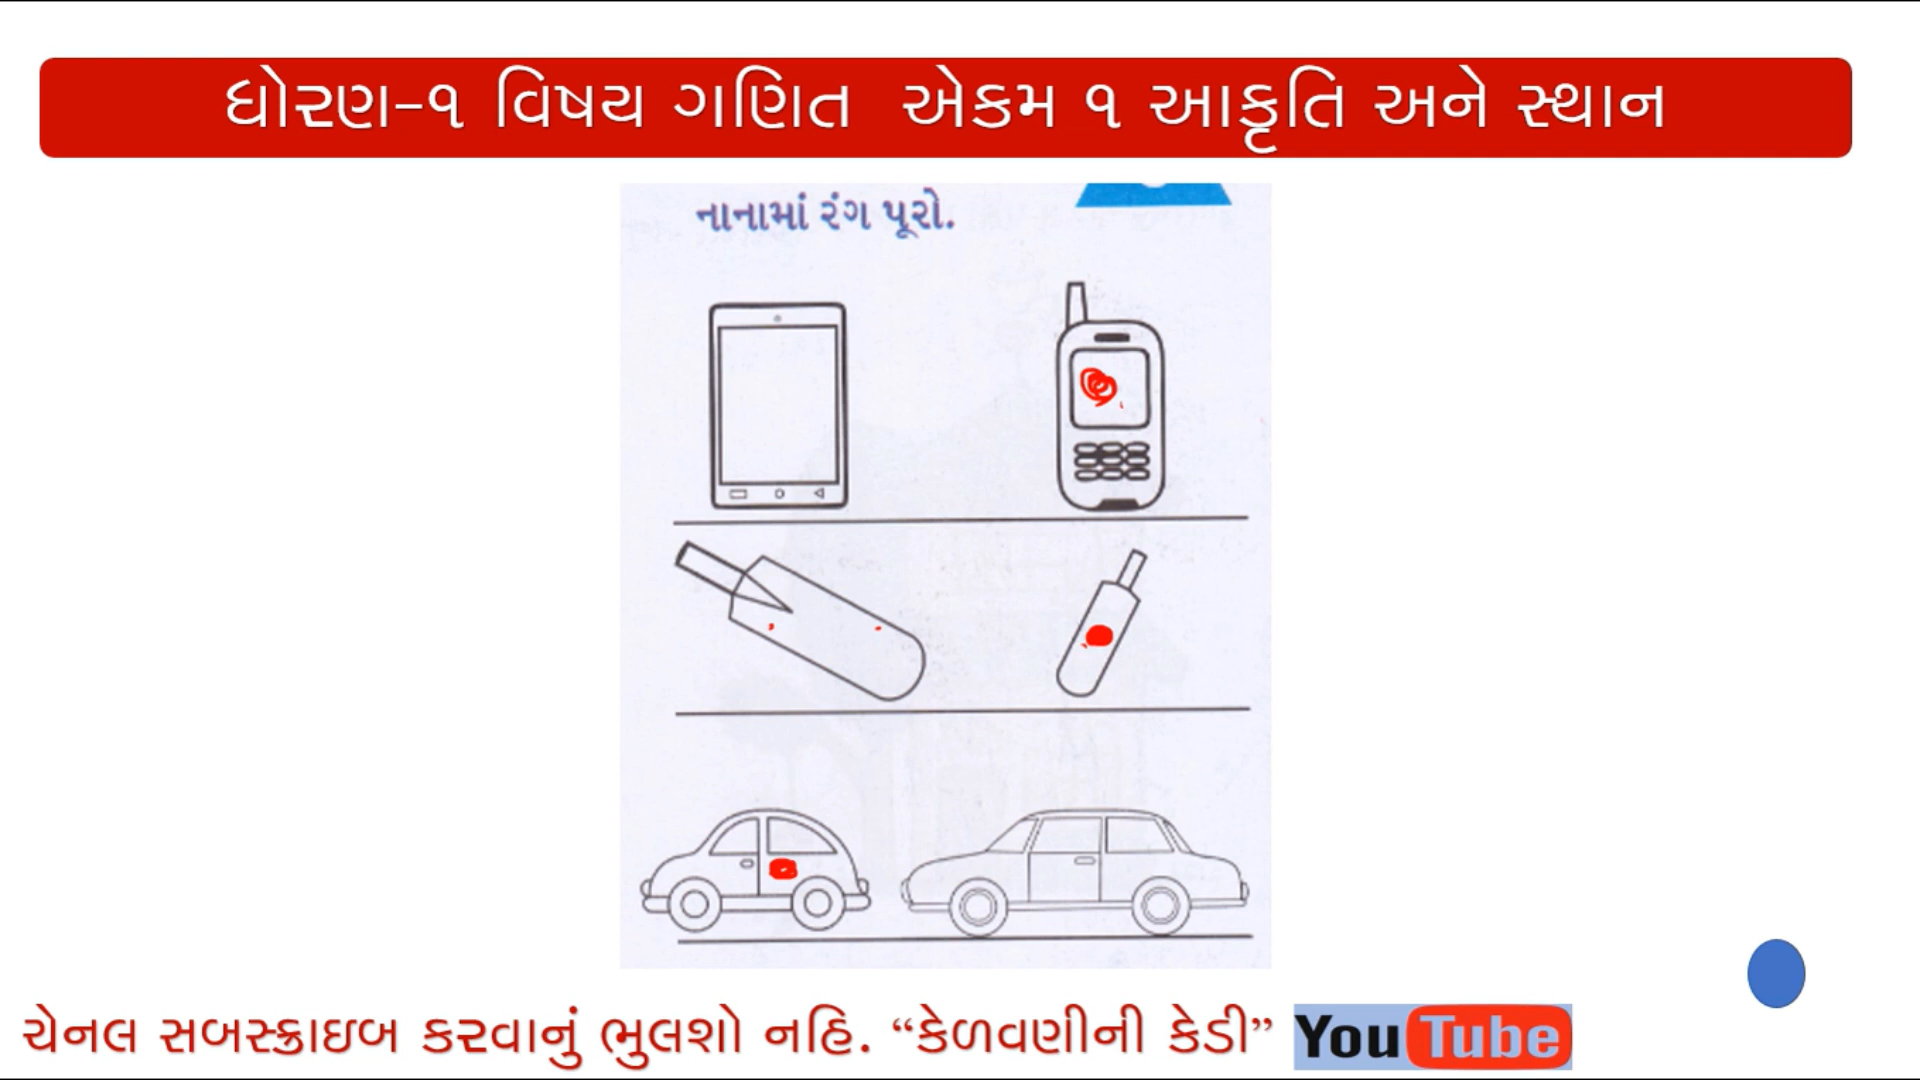 ધોરણ-૧ વિષય ગણિત એકમ ૧ આકૃતિ અને સ્થાન
નાનામાં રંગ પૂરો.
ચેનલ સબસ્ક્રાઇબ કરવાનું ભુલશો નહિ. “કેળવણીની કેડી” YouTube